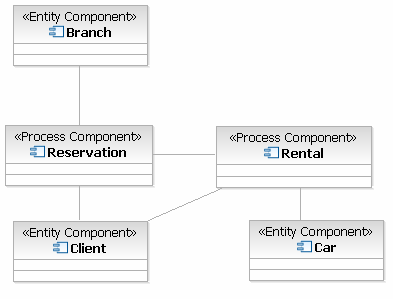 «Entity Component»
Branch
«Process Component»
Reservation
«Process Component»
Rental
«Entity Component»
Client
«Entity Component»
Car